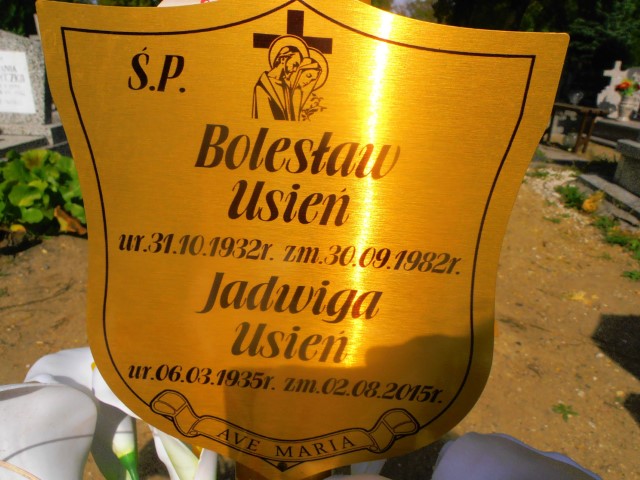 Ś.P.
Bolesław
Usień
ur.31.10.1932r. zm.30.09.1982r.
Jadwiga
Usień
ur.06.03.1935r. zm.02.08.2015r.
AVE MARIA